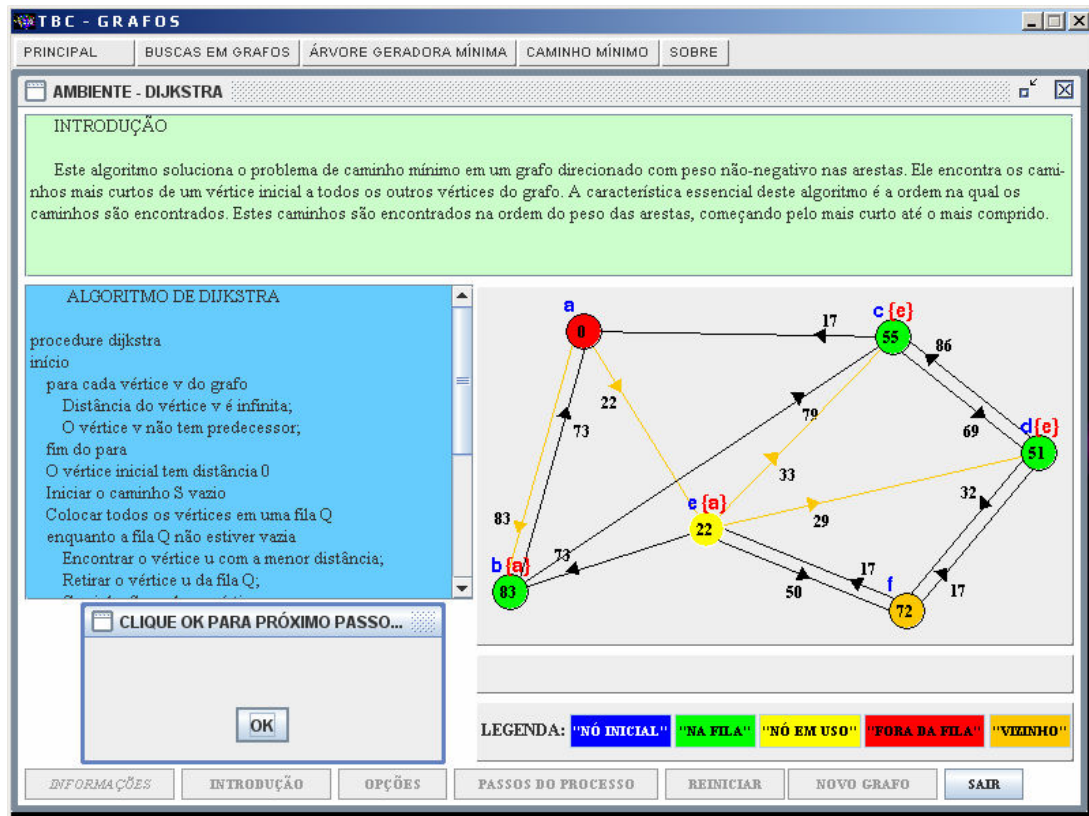 TBC - GRAFOS
PRINCIPAL BUSCAS EM GRAFOS ÁRVORE GERADORA MÍNIMA CAMINHO MÍNIMO SOBRE
AMBIENTE - DIJKSTRA
INTRODUÇÃO
Este algoritmo soluciona o problema de caminho mínimo em um grafo direcionado com peso não-negativo nas arestas. Ele encontra os cami-
nhos mais curtos de um vértice inicial a todos os outros vértices do grafo. A característica essencial deste algoritmo é a ordem na qual os
caminhos são encontrados. Estes caminhos são encontrados na ordem do peso das arestas, começando pelo mais curto até o mais comprido.
ALGORITMO DE DIJKSTRA
procedure dijkstra
início
para cada vértice v do grafo
Distância do vértice v é infinita;
O vértice v não tem predecessor;
fim do para
O vértice inicial tem distância 0
Iniciar o caminho S vazio
Colocar todos os vértices em uma fila Q
enquanto a fila Q não estiver vazia
Encontrar o vértice u com a menor distância;
Retirar o vértice u da fila Q;
a
0
c {e}
55
17
86
22
73
79
69
d{e}
51
33
e {a}
22
29
32
83
73
b {a}
83
17
50
f
72
17
CLIQUE OK PARA PRÓXIMO PASSO...
OK
LEGENDA: "NÓ INICIAL" "NA FILA" "NÓ EM USO" "FORA DA FILA" "VIZINHO"
INFORMAÇÕES INTRODUÇÃO OPÇÕES PASSOS DO PROCESSO REINICIAR NOVO GRAFO SAIR